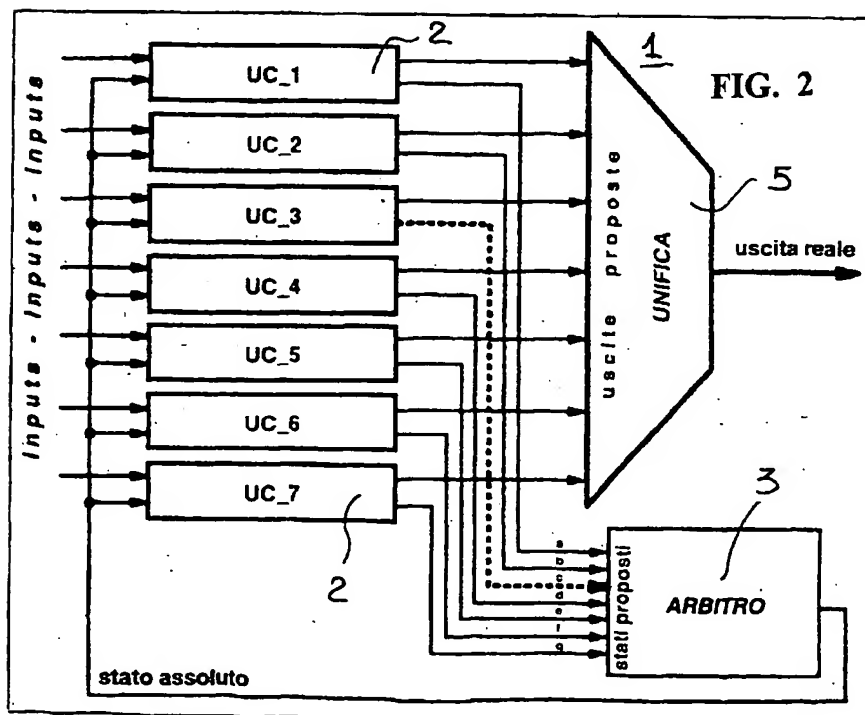 FIG. 2
1
Inputs - Inputs - Inputs
UC_1
2
UC_2
UC_3
UC_4
UC_5
UC_6
UC_7
2
uscite proposte
UNIFICA
5
uscita reale
a
b
c
d
e
f
g
stati proposti
ARBITRO
3
stato assoluto